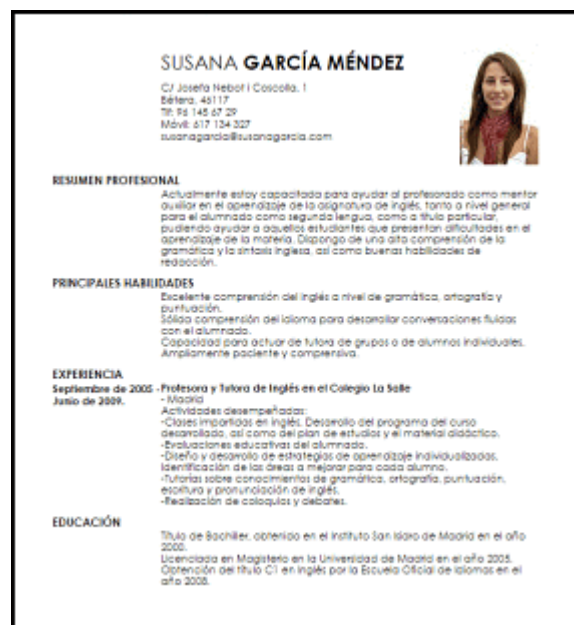 SUSANA GARCÍA MÉNDEZ
C/ Josefa Nebot i Coscolla, 1
Bétera, 46117
Tlf: 96 145 67 29
Móvil: 617 134 327
susanagarcia@susanagarcia.com
RESUMEN PROFESIONAL
Actualmente estoy capacitada para ayudar al profesorado como mentor
auxiliar en el aprendizaje de la asignatura de inglés, tanto a nivel general
para el alumnado como segunda lengua, como a título particular,
pudiendo ayudar a aquellos estudiantes que presentan dificultades en el
aprendizaje de la materia. Dispongo de una alta comprensión de la
gramática y la sintaxis inglesa, así como buenas habilidades de
redacción.
PRINCIPALES HABILIDADES
Excelente comprensión del inglés a nivel de gramática, ortografía y
puntuación.
Sólida comprensión del idioma para desarrollar conversaciones fluidas
con el alumnado.
Capacidad para actuar de tutora de grupos o de alumnos individuales.
Ampliamente paciente y comprensiva.
EXPERIENCIA
Septiembre de 2005 - Profesora y Tutora de Inglés en el Colegio La Salle
Junio de 2009. - Madrid
Actividades desempeñadas:
-Clases impartidas en inglés. Desarrollo del programa del curso
desarrollado, así como del plan de estudios y el material didáctico.
-Evaluaciones educativas del alumnado.
-Diseño y desarrollo de estrategias de aprendizaje individualizadas.
Identificación de las áreas a mejorar para cada alumno.
-Tutorías sobre conocimientos de gramática, ortografía, puntuación,
escritura y pronunciación de inglés.
-Realización de coloquios y debates.
EDUCACIÓN
Título de Bachiller, obtenido en el Instituto San Isidro de Madrid en el año
2000.
Licenciada en Magisterio en la Universidad de Madrid en el año 2005.
Obtención del título C1 en inglés por la Escuela Oficial de Idiomas en el
año 2008.